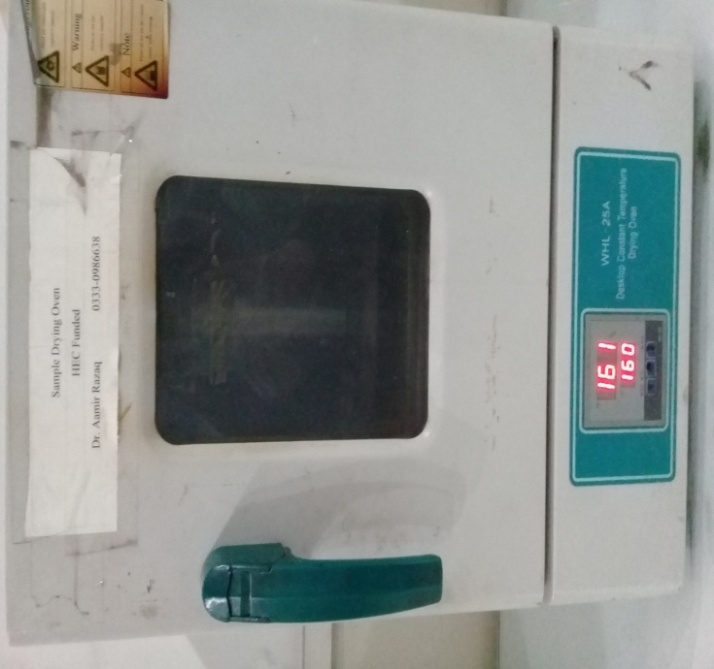 Warning
Note
Sample Drying Oven
HEC Funded
Dr. Aamir Razaq 0333-0986638
WHL 25A
Desktop Constant Temperature
Drying Oven
161
160